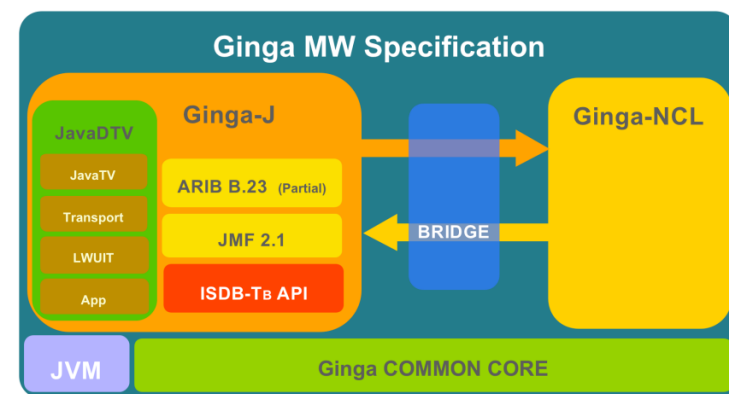 Ginga MW Specification
Ginga-J
JavaDTV
JavaTV
Transport
LWUIT
App
ARIB B.23 (Partial)
JMF 2.1
ISDB-TB API
BRIDGE
Ginga-NCL
JVM
Ginga COMMON CORE